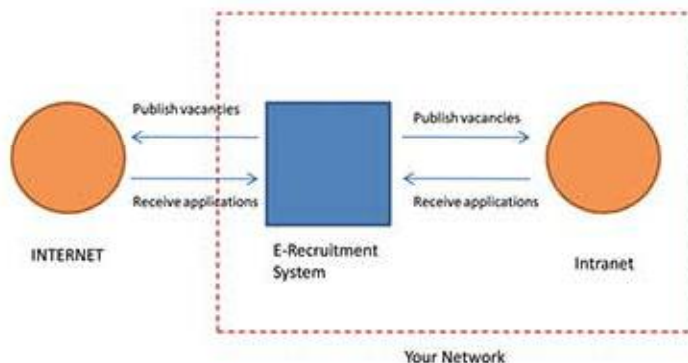 Publish vacancies
Publish vacancies
Receive applications
Receive applications
INTERNET
E-Recruitment
System
Intranet
Your Network